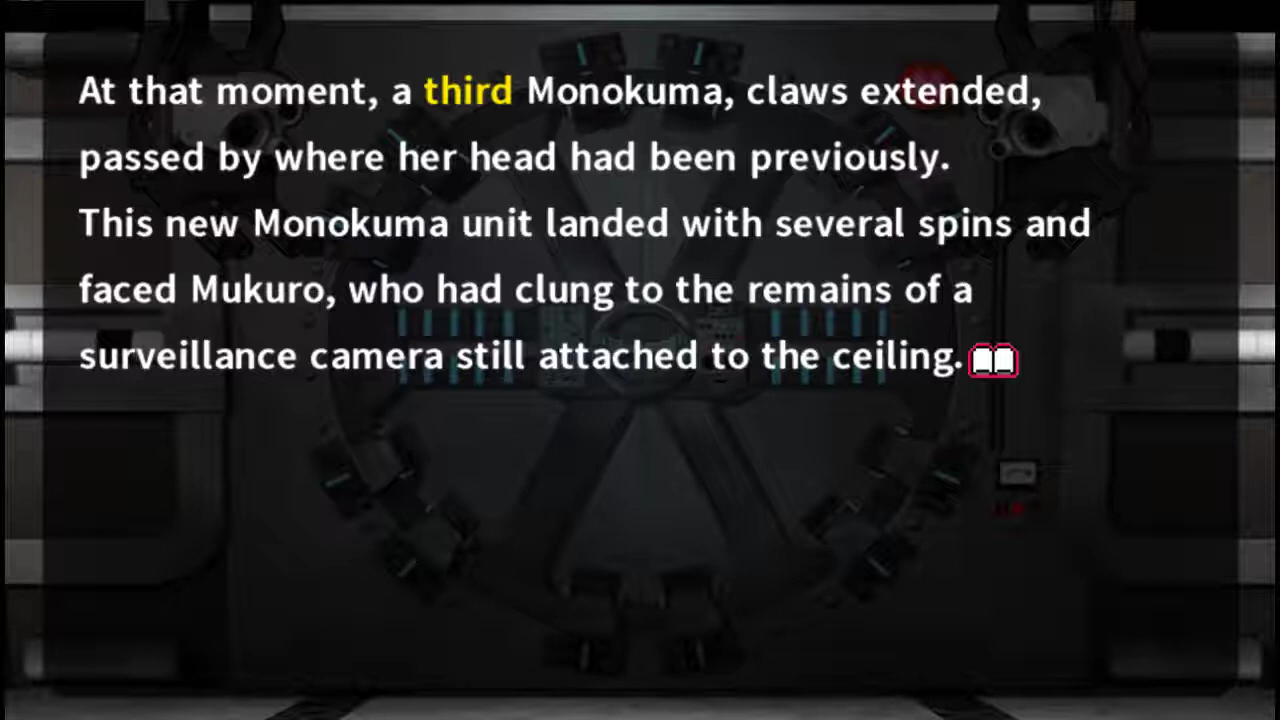 At that moment, a third Monokuma, claws extended,
passed by where her head had been previously.
This new Monokuma unit landed with several spins and
faced Mukuro, who had clung to the remains of a
surveillance camera still attached to the ceiling.